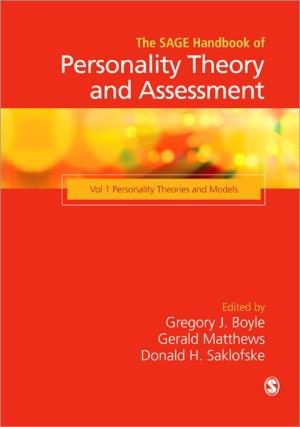 The SAGE Handbook of
Personality Theory
and Assessment
Vol 1 Personality Theories and Models
Edited by
Gregory J. Boyle
Gerald Matthews
Donald H. Saklofske
S